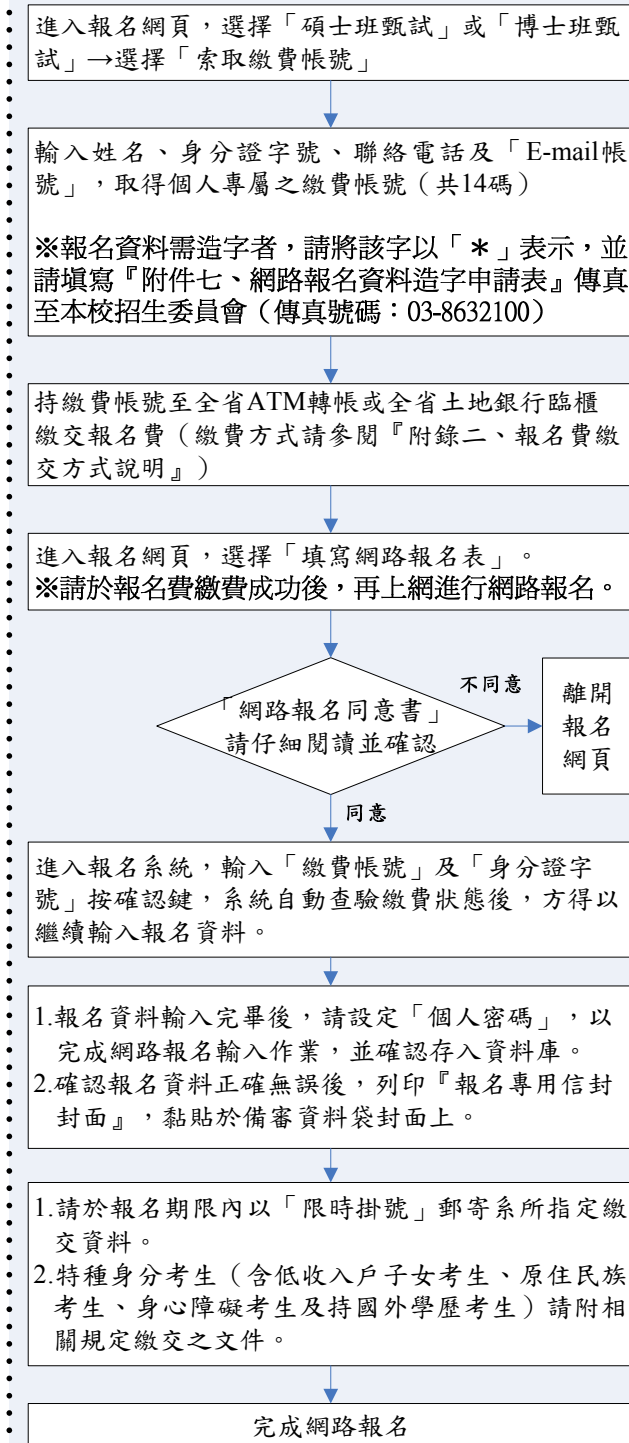 進入報名網頁，選擇「碩士班甄試」或「博士班甄
試」→選擇「索取繳費帳號」
輸入姓名、身分證字號、聯絡電話及「E-mail帳
號」，取得個人專屬之繳費帳號（共14碼）
※報名資料需造字者，請將該字以「＊」表示，並
請填寫『附件七、網路報名資料造字申請表』傳真
至本校招生委員會（傳真號碼：03-8632100）
持繳費帳號至全省ATM轉帳或全省土地銀行臨櫃
繳交報名費（繳費方式請參閱『附錄二、報名費繳
交方式說明』）
進入報名網頁，選擇「填寫網路報名表」。
※請於報名費繳費成功後，再上網進行網路報名。
「網路報名同意書」
請仔細閱讀並確認
不同意
離開
報名
網頁
同意
進入報名系統，輸入「繳費帳號」及「身分證字
號」按確認鍵，系統自動查驗繳費狀態後，方得以
繼續輸入報名資料。
1.報名資料輸入完畢後，請設定「個人密碼」，以
完成網路報名輸入作業，並確認存入資料庫。
2.確認報名資料正確無誤後，列印『報名專用信封
封面』，黏貼於備審資料袋封面上。
1.請於報名期限內以「限時掛號」郵寄系所指定繳
交資料。
2.特種身分考生（含低收入戶子女考生、原住民族
考生、身心障礙考生及持國外學歷考生）請附相
關規定繳交之文件。
完成網路報名